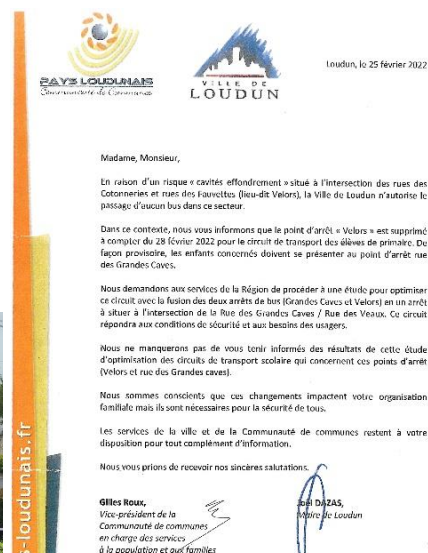 PAYS LOUDUNAIS
Communauté de Communes
VILLE DE
LOUDUN
Loudun, le 25 février 2022
Madame, Monsieur,
En raison d'un risque « cavités effondrement » situé à l'intersection des rues des
Cotonneries et rues des Fauvettes (lieu-dit Velors), la Ville de Loudun n'autorise le
passage d'aucun bus dans ce secteur.
Dans ce contexte, nous vous informons que le point d'arrêt « Velors » est supprimé
à compter du 28 février 2022 pour le circuit de transport des élèves de primaire. De
façon provisoire, les enfants concernés doivent se présenter au point d'arrêt rue
des Grandes Caves.
Nous demandons aux services de la Région de procéder à une étude pour optimiser
ce circuit avec la fusion des deux arrêts de bus (Grandes Caves et Velors) en un arrêt
à situer à l'intersection de la Rue des Grandes Caves / Rue des Veaux. Ce circuit
répondra aux conditions de sécurité et aux besoins des usagers.
Nous ne manquerons pas de vous tenir informés des résultats de cette étude
d'optimisation des circuits de transport scolaire qui concernent ces points d'arrêt
(Velors et rue des Grandes caves).
Nous sommes conscients que ces changements impactent votre organisation
familiale mais ils sont nécessaires pour la sécurité de tous.
Les services de la ville et de la Communauté de communes restent à votre
disposition pour tout complément d'information.
Nous vous prions de recevoir nos sincères salutations.
Gilles Roux,
Vice-président de la
Communauté de communes
en charge des services
à la population et aux familles
Joël DAZAS,
Maire de Loudun
s-loudunais.fr